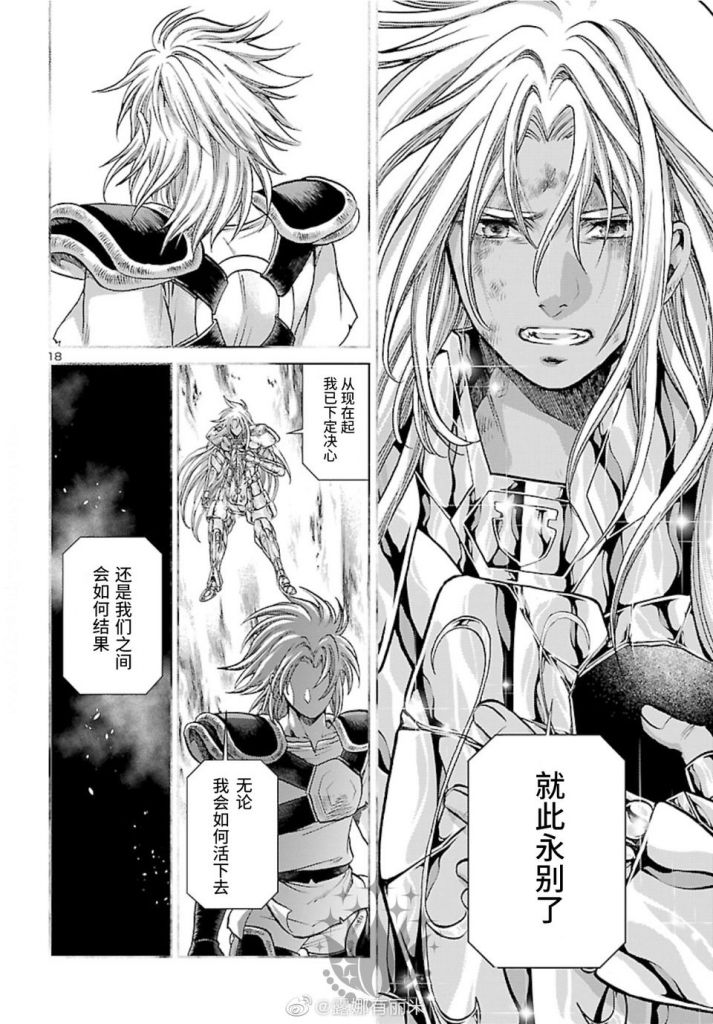 就此永别了
从现在起
我已下定决心
无论
我会如何活下去
还是我们之间
会如何结果
18
@露娜有丽米